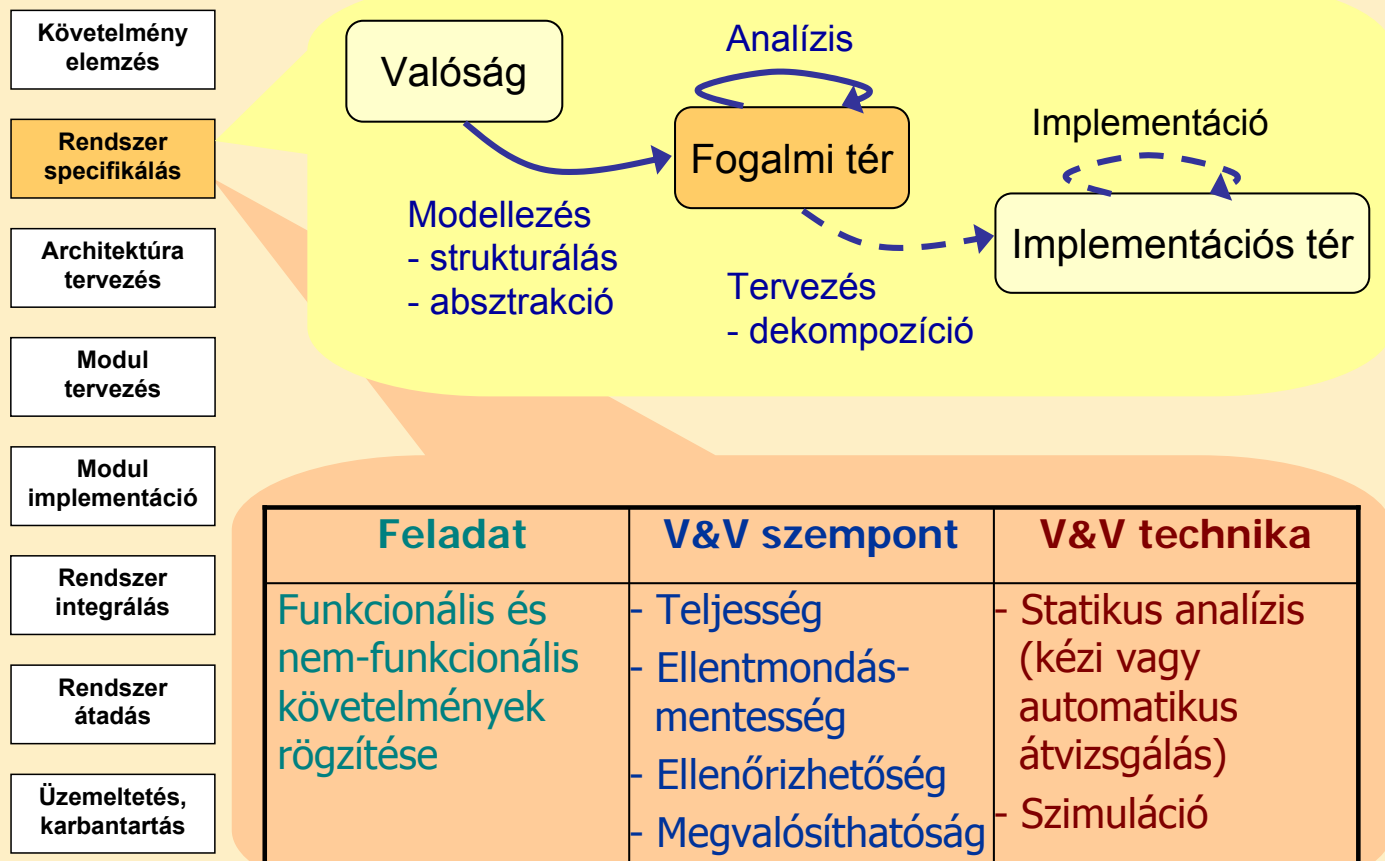 Követelmény
elemzés
Rendszer
specifikálás
Architektúra
tervezés
Modul
tervezés
Modul
implementáció
Rendszer
integrálás
Rendszer
átadás
Üzemeltetés,
karbantartás
Valóság
Analízis
Fogalmi tér
Implementáció
Implementációs tér
Modellezés
- strukturálás
- absztrakció
Tervezés
- dekompozíció
Feladat
Funkcionális és
nem-funkcionális
követelmények
rögzítése
V&V szempont
- Teljesség
- Ellentmondás-
mentesség
- Ellenőrizhetőség
- Megvalósíthatóság
V&V technika
- Statikus analízis
(kézi vagy
automatikus
átvizsgálás)
- Szimuláció